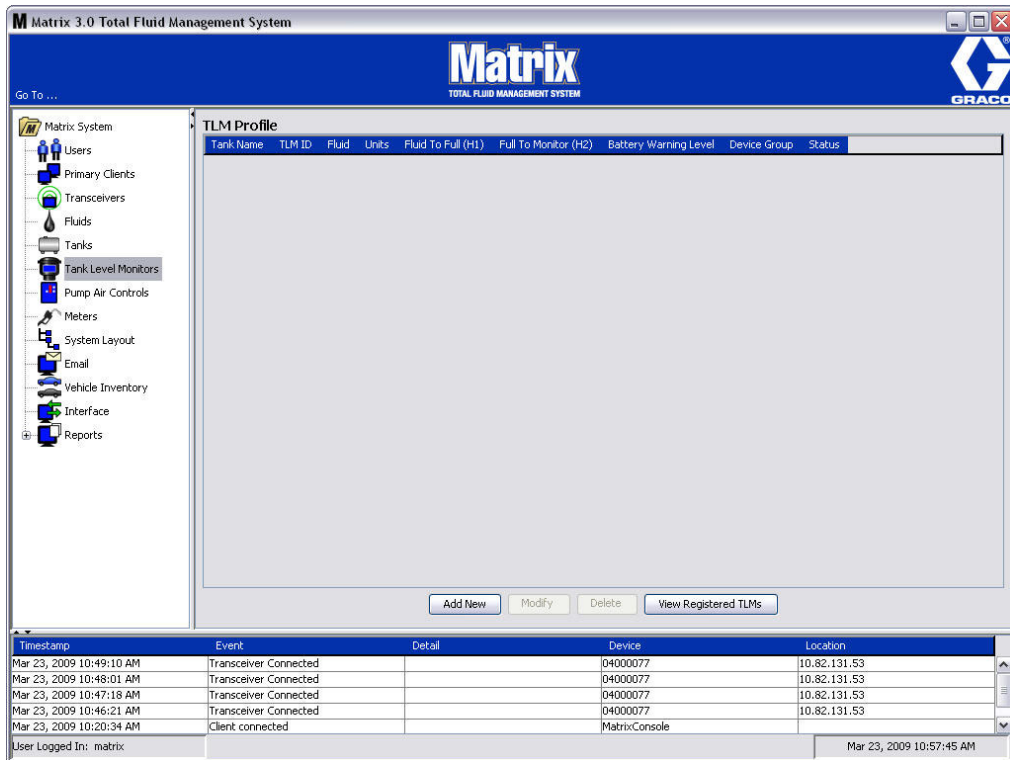 Matrix 3.0 Total Fluid Management System
Matrix
TOTAL FLUID MANAGEMENT SYSTEM
®
GRACO
Go To ...
Matrix System
Users
Primary Clients
Transceivers
Fluids
Tanks
Tank Level Monitors
Pump Air Controls
Meters
System Layout
Email
Vehicle Inventory
Interface
Reports
TLM Profile
Tank Name TLM ID Fluid Units Fluid To Full (H1) Full To Monitor (H2) Battery Warning Level Device Group Status
Add New Modify Delete View Registered TLMs
Timestamp Event Detail Device Location
Mar 23, 2009 10:49:10 AM Transceiver Connected 04000077 10.82.131.53
Mar 23, 2009 10:48:01 AM Transceiver Connected 04000077 10.82.131.53
Mar 23, 2009 10:47:18 AM Transceiver Connected 04000077 10.82.131.53
Mar 23, 2009 10:46:21 AM Transceiver Connected 04000077 10.82.131.53
Mar 23, 2009 10:20:34 AM Client connected MatrixConsole
User Logged In: matrix Mar 23, 2009 10:57:45 AM